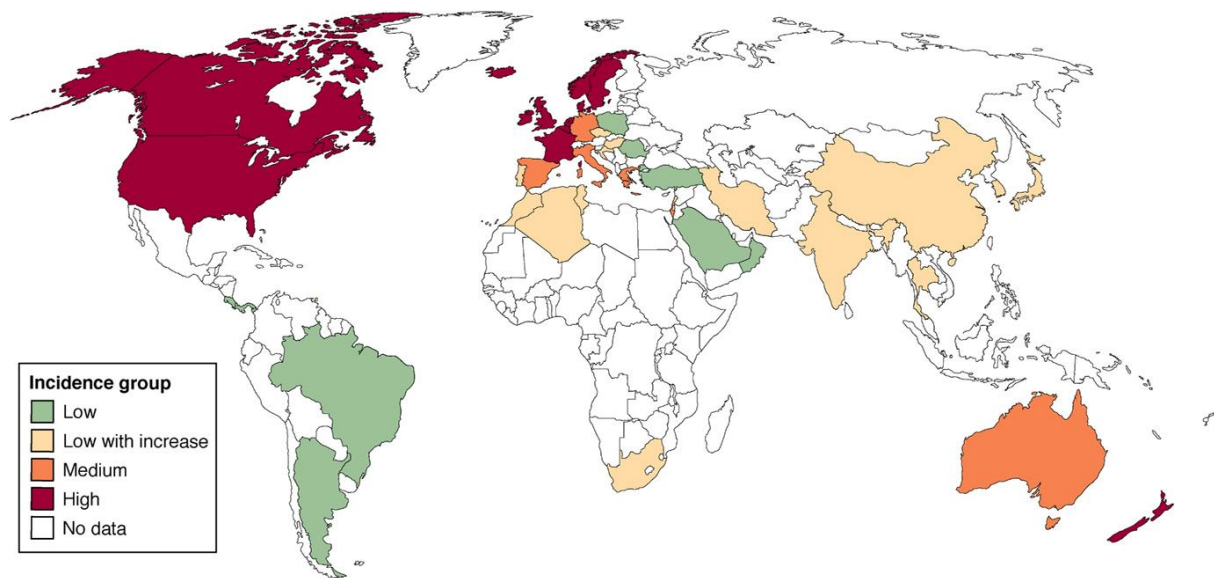 Incidence group
Low
Low with increase
Medium
High
No data